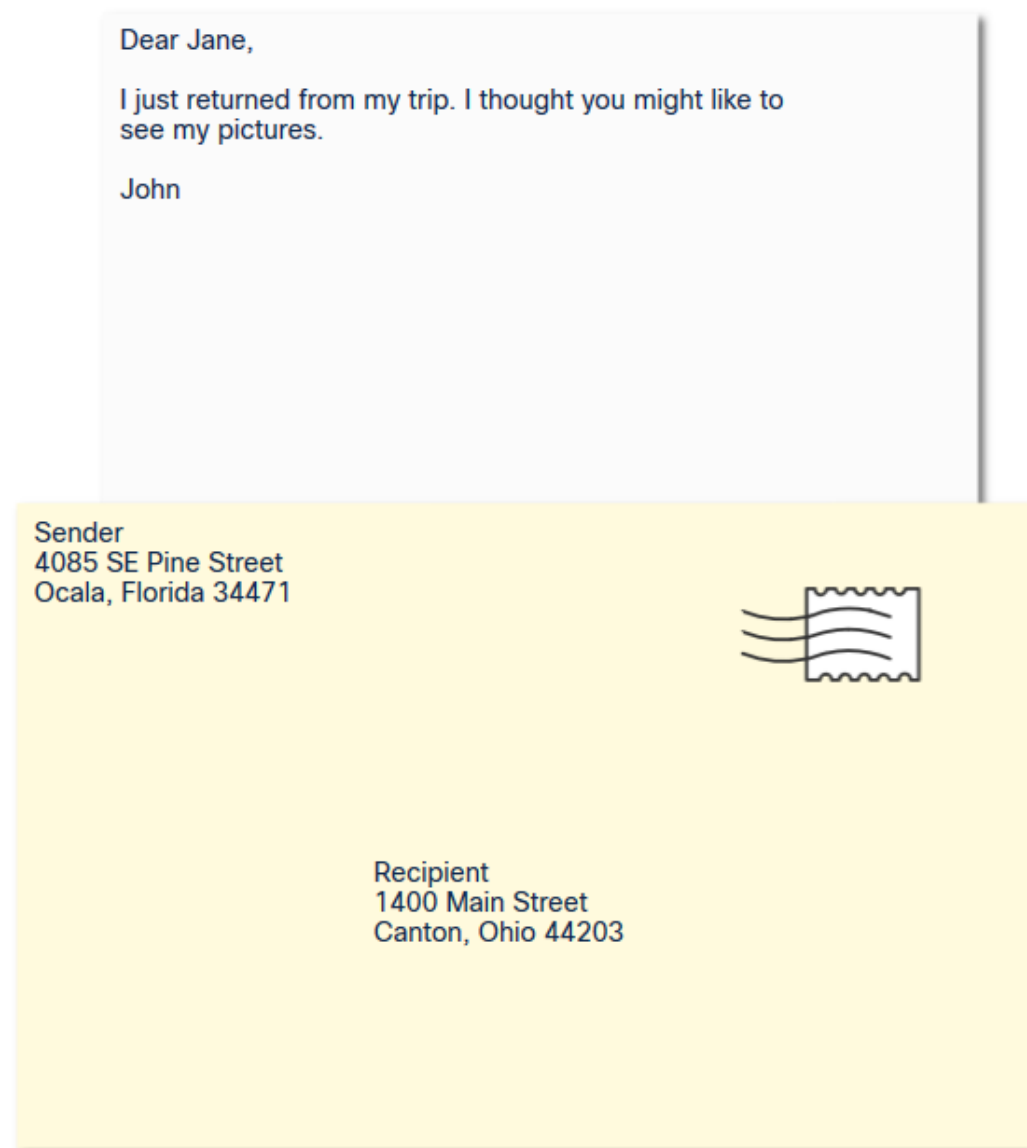 Dear Jane,
I just returned from my trip. I thought you might like to
see my pictures.
John
Sender
4085 SE Pine Street
Ocala, Florida 34471
Recipient
1400 Main Street
Canton, Ohio 44203